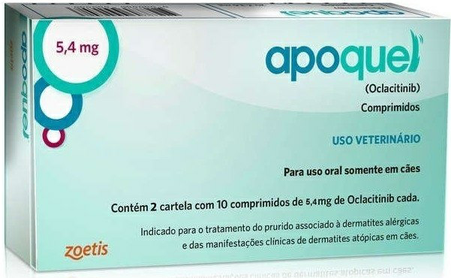 5,4 mg
apoquel
apoquel
(Oclacitinib)
Comprimidos
USO VETERINÁRIO
Para uso oral somente em cães
Contém 2 cartela com 10 comprimidos de 5,4mg de Oclacitinib cada.
Indicado para o tratamento do prurido associado à dermatites alérgicas
e das manifestações clínicas de dermatites atópicas em cães.
zoetis